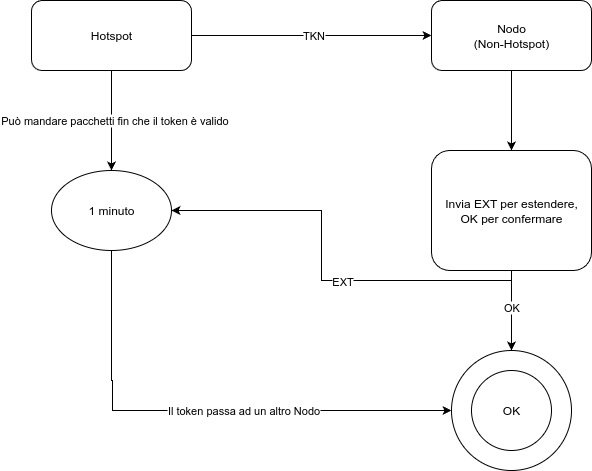 Hotspot
TKN
Nodo
(Non-Hotspot)
Può mandare pacchetti fin che il token è valido
1 minuto
Invia EXT per estendere,
OK per confermare
EXT
OK
Il token passa ad un altro Nodo
OK